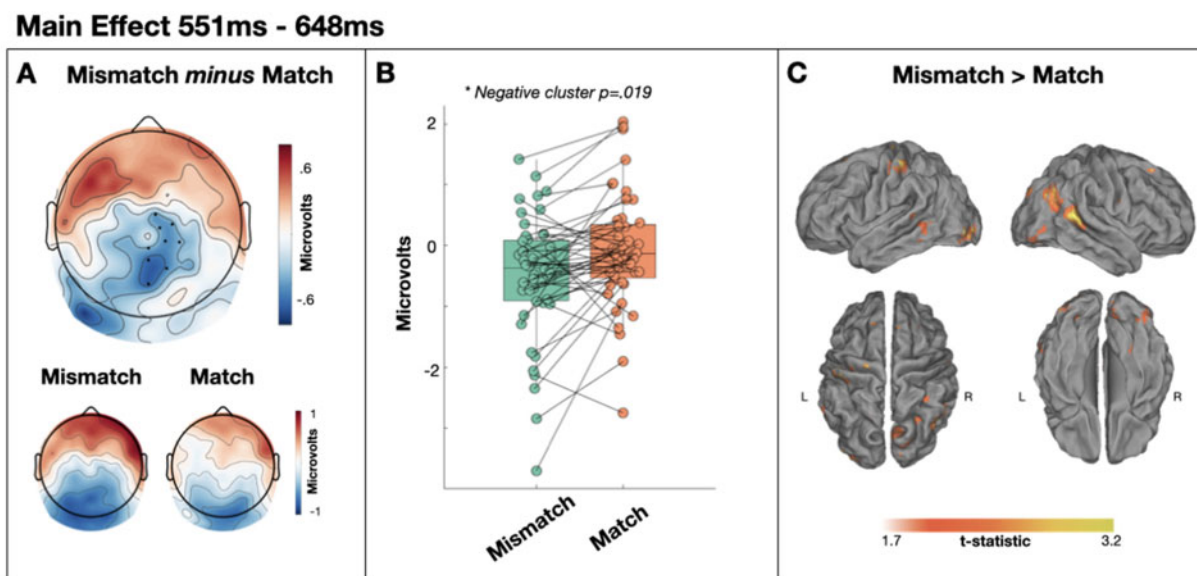 Main Effect 551ms - 648ms
A
Mismatch minus Match
.6
Microvolts
-.6
Mismatch
Match
1
Microvolts
-1
B
* Negative cluster p=.019
2
0
-2
Microvolts
Mismatch
Match
C
Mismatch > Match
L
R
L
R
1.7
t-statistic
3.2